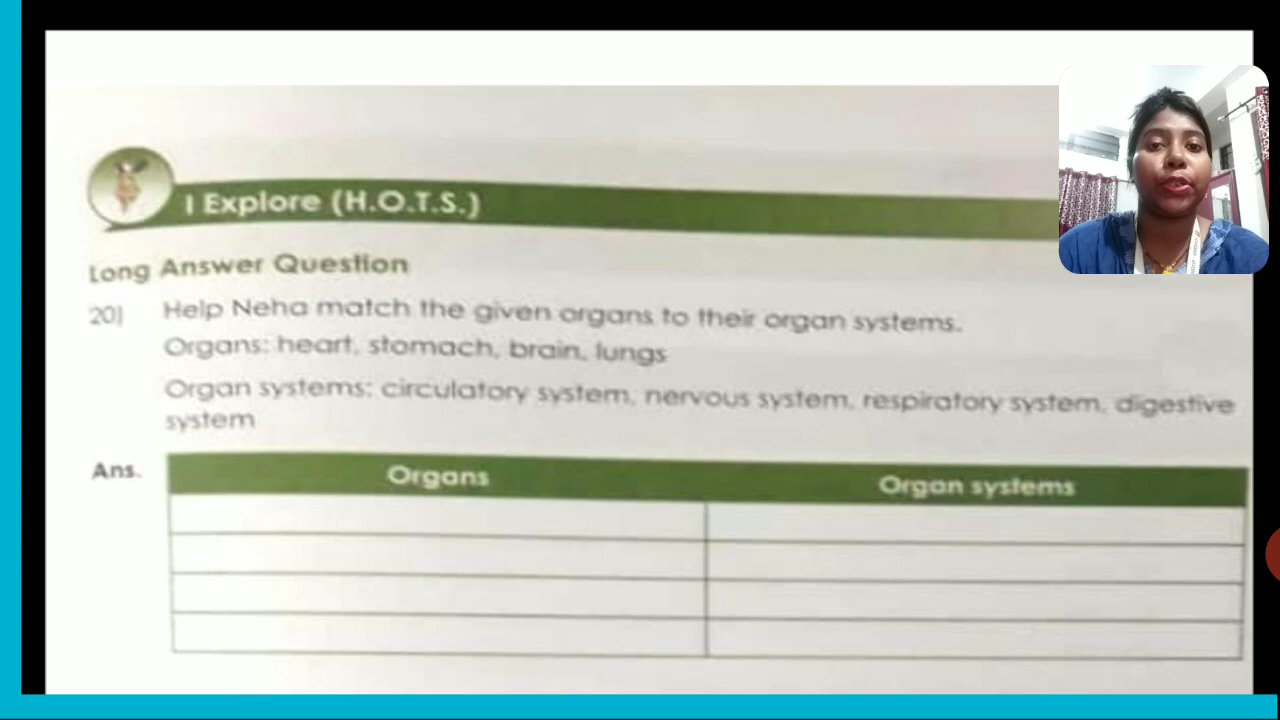 I Explore (H.O.T.S.)
Long Answer Question
20) Help Neha match the given organs to their organ systems.
Organs: heart, stomach, brain, lungs
Organ systems: circulatory system, nervous system, respiratory system, digestive
system
Ans.
Organs Organ systems